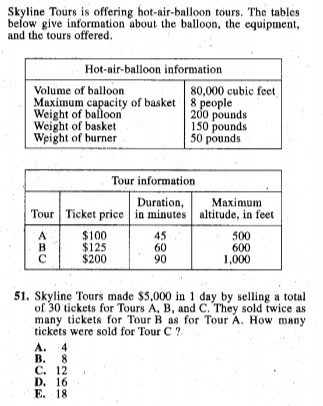 Skyline Tours is offering hot-air-balloon tours. The tables
below give information about the balloon, the equipment,
and the tours offered.
Hot-air-balloon information
Volume of balloon 80,000 cubic feet
Maximum capacity of basket 8 people
Weight of balloon 200 pounds
Weight of basket 150 pounds
Weight of burner 50 pounds
Tour information
Tour Ticket price Duration, in minutes Maximum altitude, in feet
A $100 45 500
B $125 60 600
C $200 90 1,000
51. Skyline Tours made $5,000 in 1 day by selling a total
of 30 tickets for Tours A, B, and C. They sold twice as
many tickets for Tour B as for Tour A. How many
tickets were sold for Tour C ?
A. 4
B. 8
C. 12
D. 16
E. 18